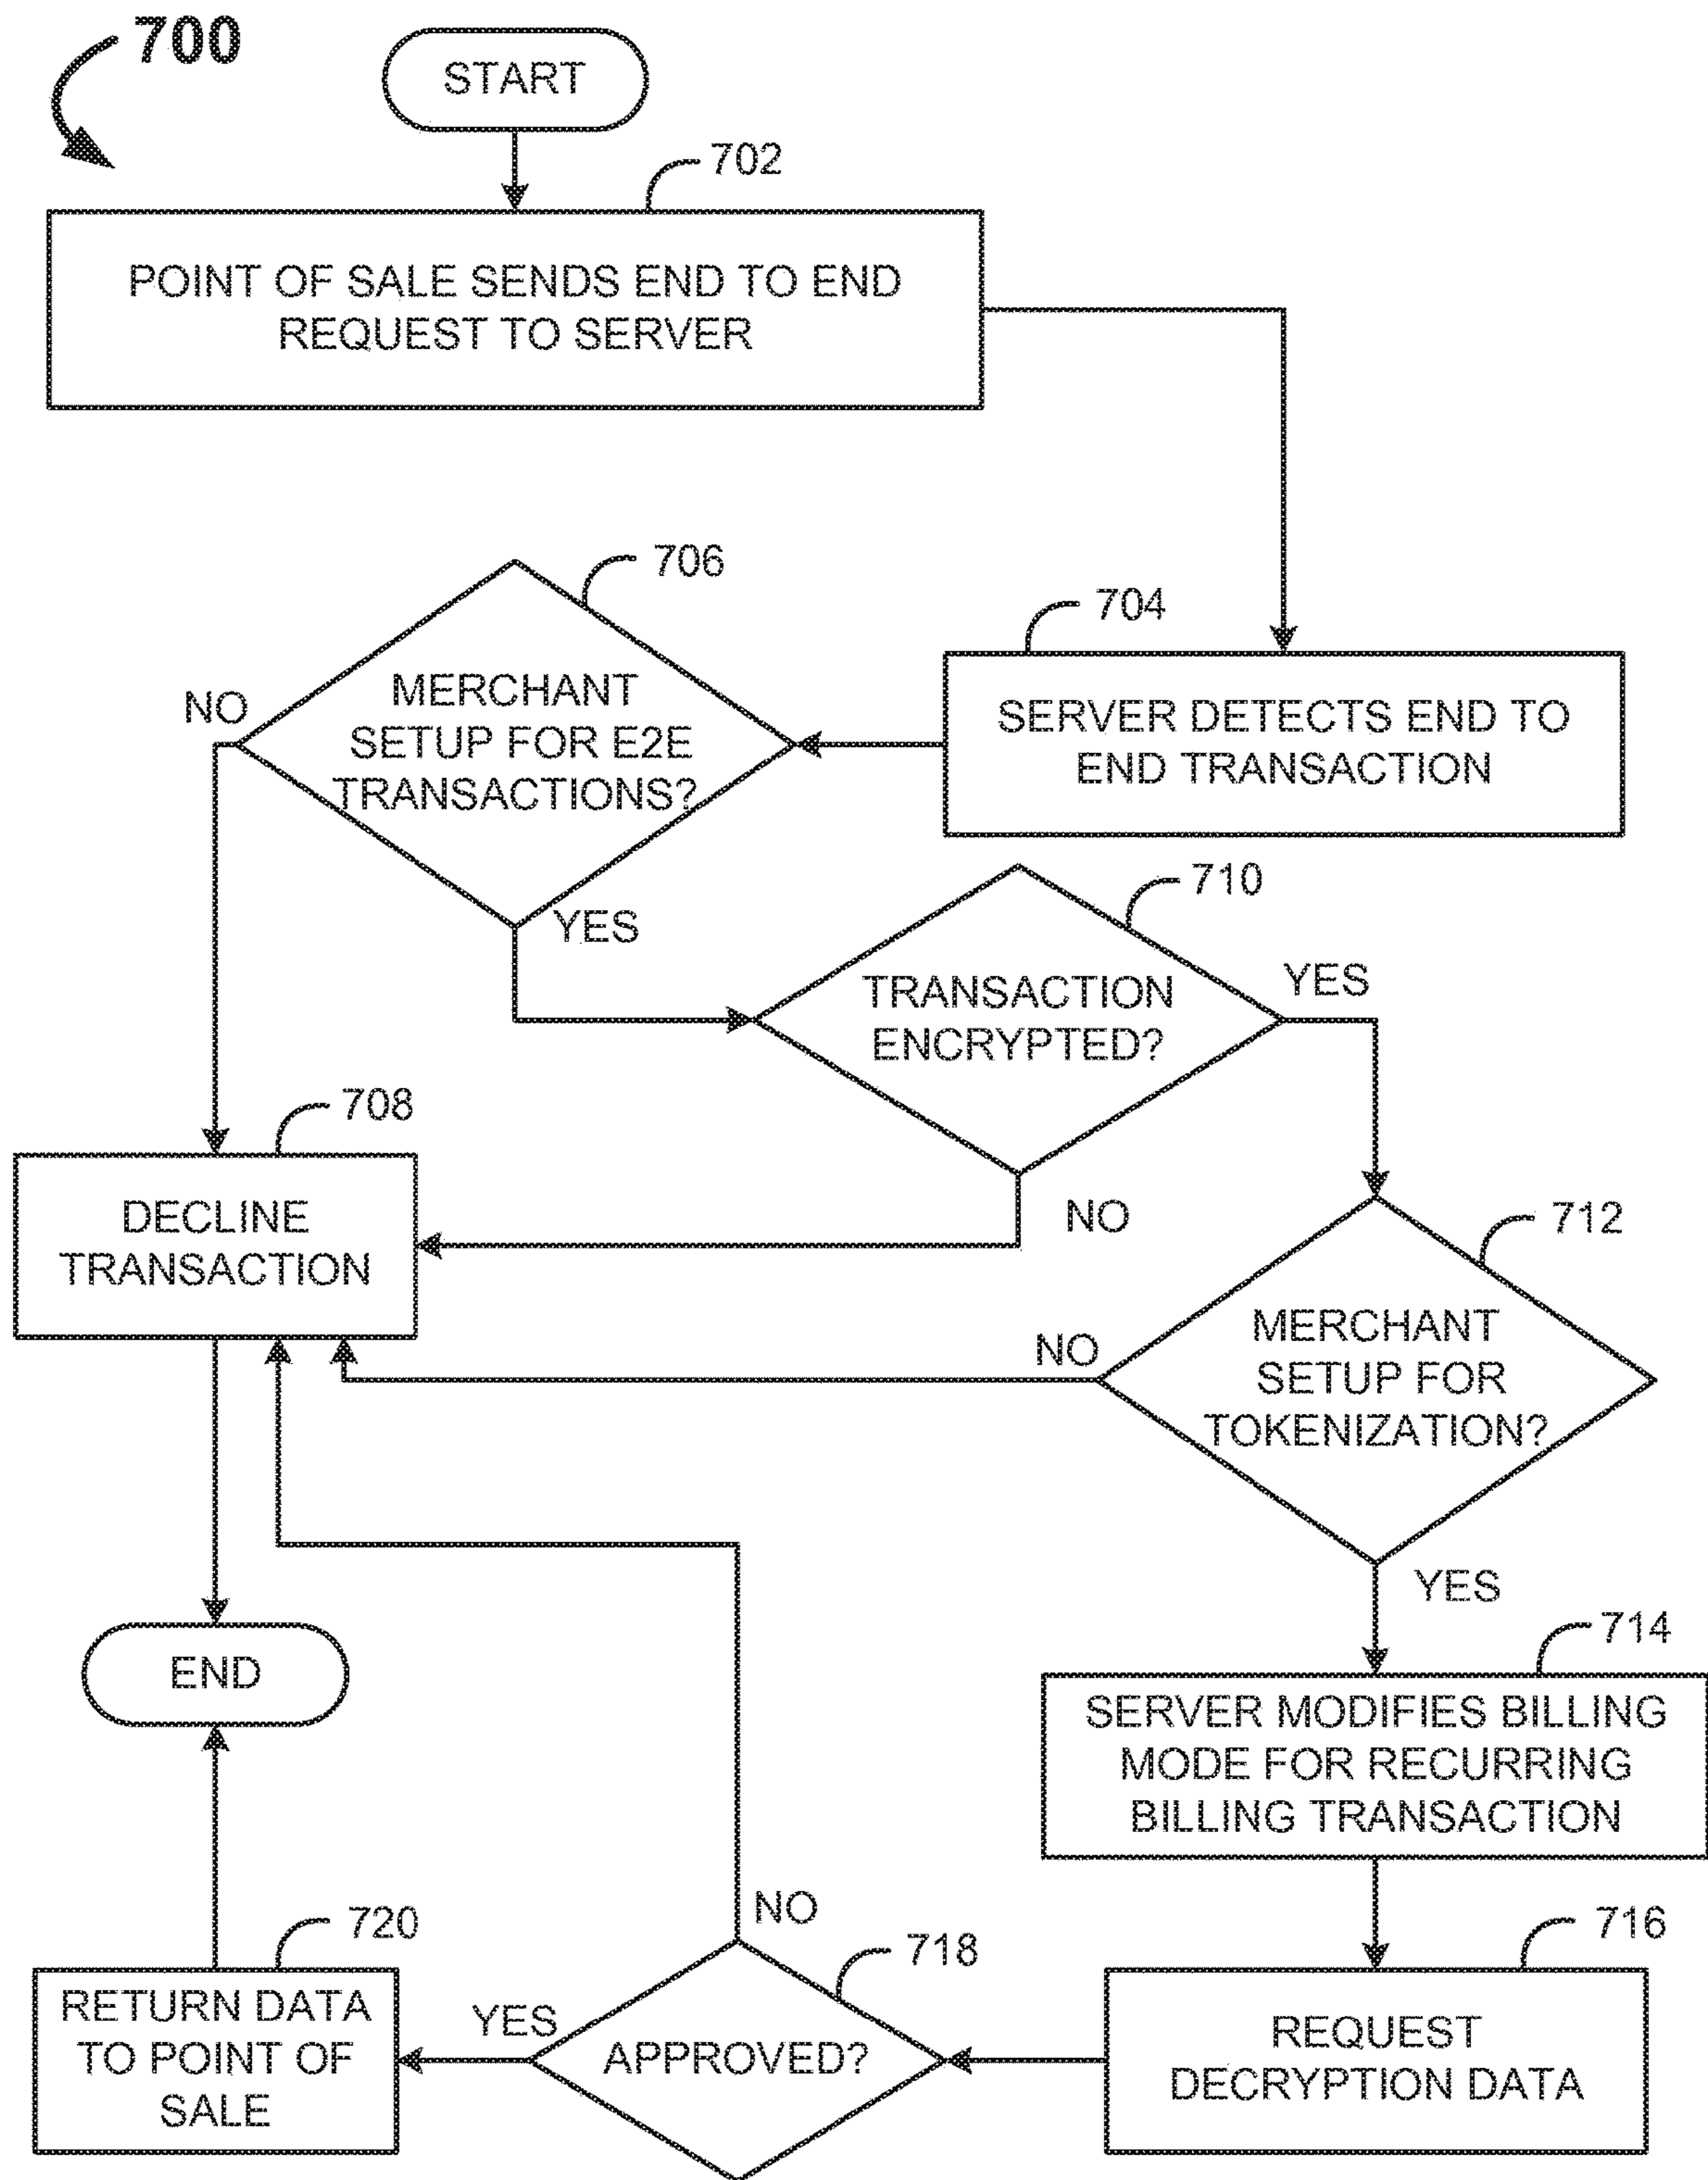 700
START
702
POINT OF SALE SENDS END TO END
REQUEST TO SERVER
706
704
MERCHANT
SETUP FOR E2E
TRANSACTIONS?
NO
SERVER DETECTS END TO
END TRANSACTION
YES
710
TRANSACTION
ENCRYPTED?
YES
NO
708
DECLINE
TRANSACTION
712
MERCHANT
SETUP FOR
TOKENIZATION?
NO
YES
END
714
SERVER MODIFIES BILLING
MODE FOR RECURRING
BILLING TRANSACTION
716
REQUEST
DECRYPTION DATA
718
APPROVED?
NO
YES
720
RETURN DATA
TO POINT OF
SALE